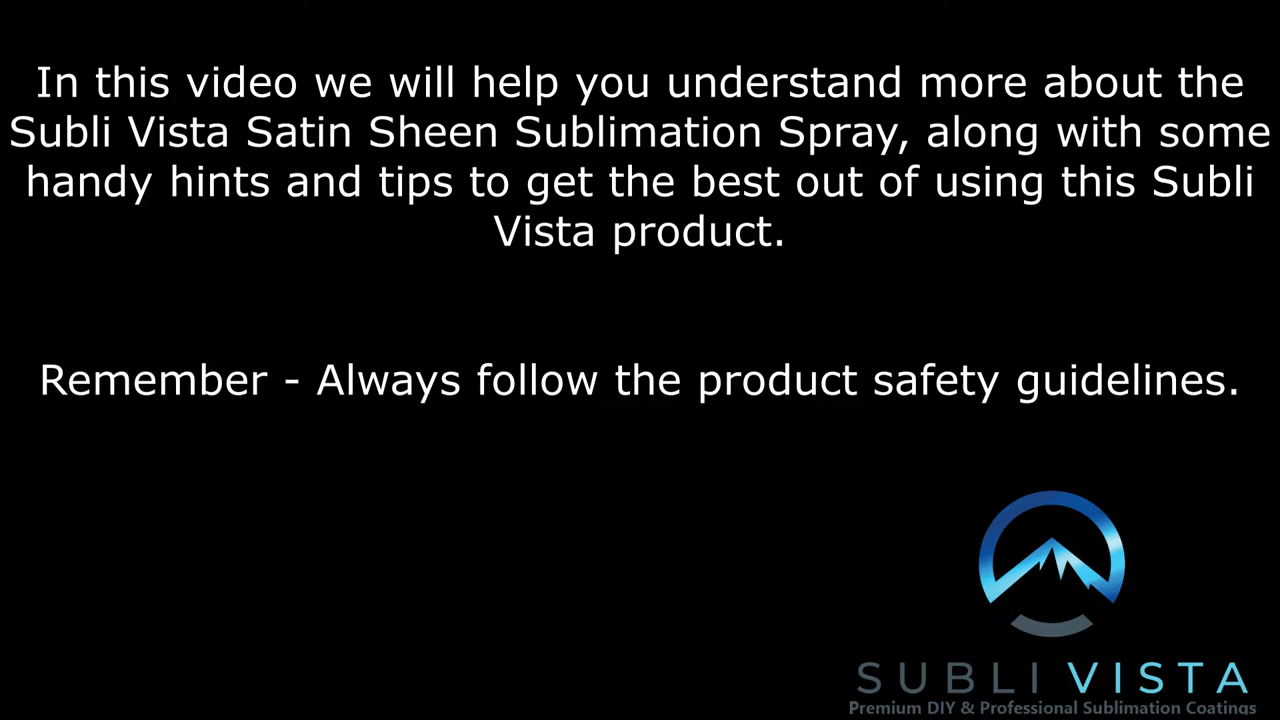 In this video we will help you understand more about the
Subli Vista Satin Sheen Sublimation Spray, along with some
handy hints and tips to get the best out of using this Subli
Vista product.
Remember - Always follow the product safety guidelines.
SUBLI VISTA
Premium DIY & Professional Sublimation Coatings